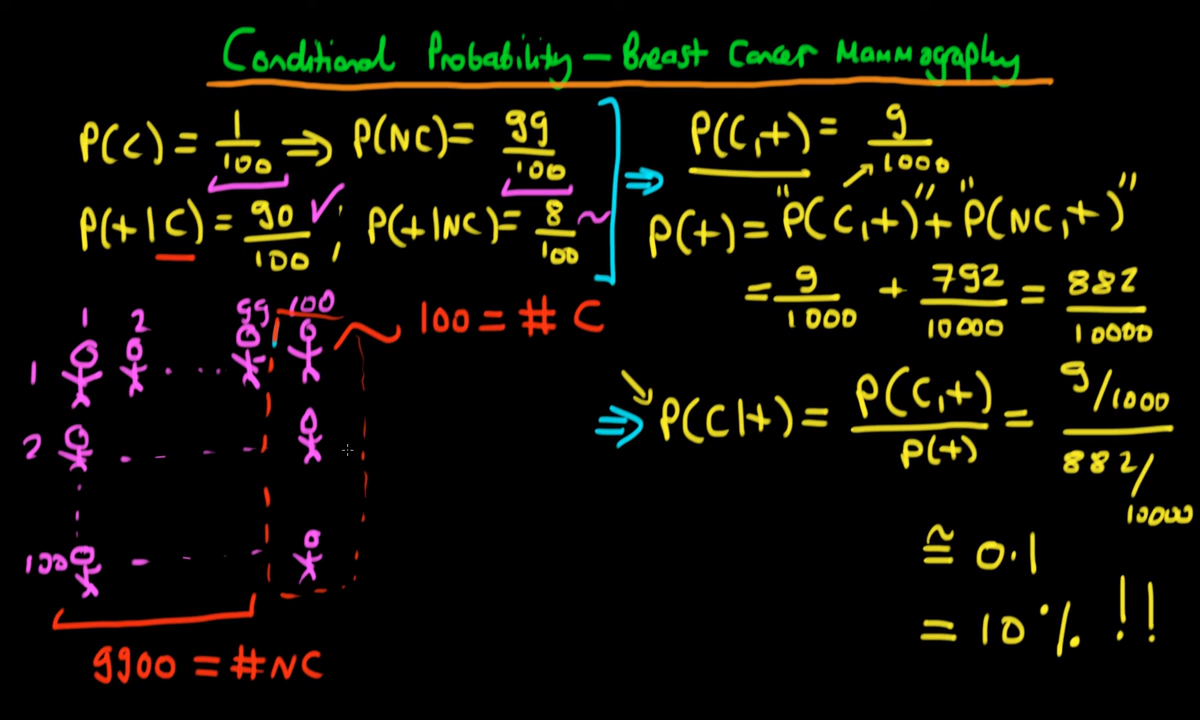 Conditional Probability – Breast Cancer Mammography
P(C) = 1/100 ⇒ P(NC) = 99/100
P(+|C) = 90/100 ✓ ; P(+|NC) = 8/100 ~
⇒ P(C,+) = 9/1000
P(+) = "P(C,+)" + "P(NC,+)"
= 9/1000 + 792/10000 = 882/10000
⇒ P(C|+) = P(C,+)/P(+) = 9/1000 / 882/10000
≅ 0.1
= 10% !!
1 2 99 100
1 . . . .
2 . - - -
100 - - -
100 = # C
9900 = # NC